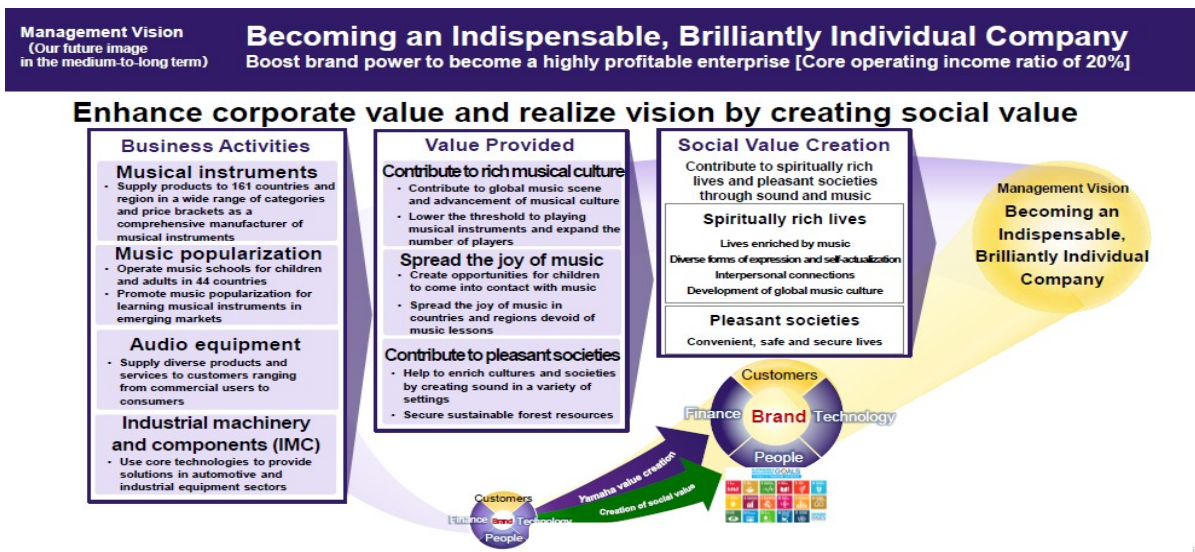 Management Vision
(Our future image
in the medium-to-long term)
Becoming an Indispensable, Brilliantly Individual Company
Boost brand power to become a highly profitable enterprise [Core operating income ratio of 20%]
Enhance corporate value and realize vision by creating social value
Business Activities
Musical instruments
• Supply products to 161 countries and
region in a wide range of categories
and price brackets as a
comprehensive manufacturer of
musical instruments
Music popularization
• Operate music schools for children
and adults in 44 countries
• Promote music popularization for
learning musical instruments in
emerging markets
Audio equipment
• Supply diverse products and
services to customers ranging
from commercial users to
consumers
Industrial machinery
and components (IMC)
• Use core technologies to provide
solutions in automotive and
industrial equipment sectors
Value Provided
Contribute to rich musical culture
• Contribute to global music scene
and advancement of musical culture
• Lower the threshold to playing
musical instruments and expand the
number of players
Spread the joy of music
• Create opportunities for children
to come into contact with music
• Spread the joy of music in
countries and regions devoid of
music lessons
Contribute to pleasant societies
• Help to enrich cultures and societies
by creating sound in a variety of
settings
• Secure sustainable forest resources
Social Value Creation
Contribute to spiritually rich
lives and pleasant societies
through sound and music
Spiritually rich lives
Lives enriched by music
Diverse forms of expression and self-actualization
Interpersonal connections
Development of global music culture
Pleasant societies
Convenient, safe and secure lives
Management Vision
Becoming an
Indispensable,
Brilliantly Individual
Company
Customers
Finance Brand Technology
People
Yamaha value creation
Creation of social value
Customers
Finance Brand Technology
People
GOALS